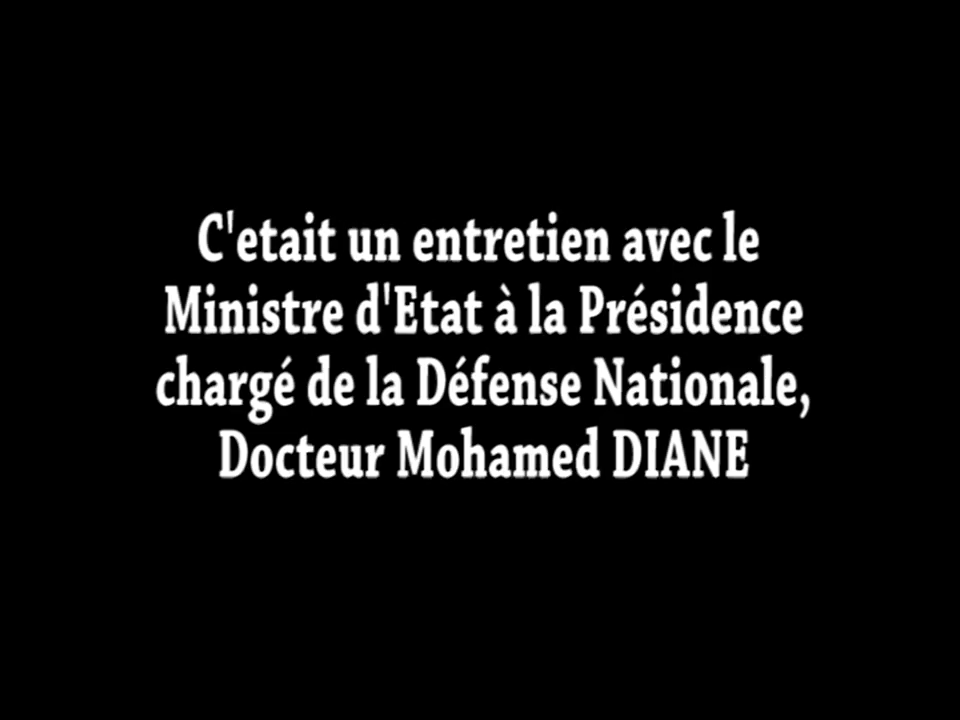 C'etait un entretien avec le
Ministre d'Etat à la Présidence
chargé de la Défense Nationale,
Docteur Mohamed DIANE